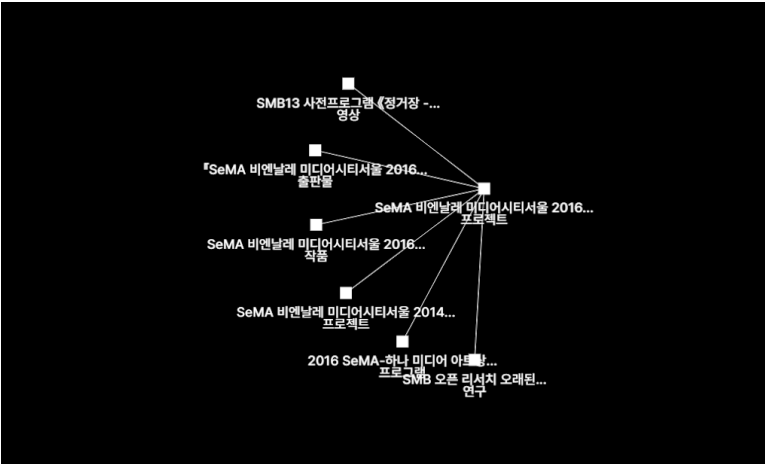 SMB13 사전프로그램 《정거장 -...
영상
『SeMA 비엔날레 미디어시티서울 2016...
출판물
SeMA 비엔날레 미디어시티서울 2016...
프로젝트
SeMA 비엔날레 미디어시티서울 2016...
작품
SeMA 비엔날레 미디어시티서울 2014...
프로젝트
2016 SeMA-하나 미디어 아트상...
프로그램
SMB 오픈 리서치 오래된...
연구